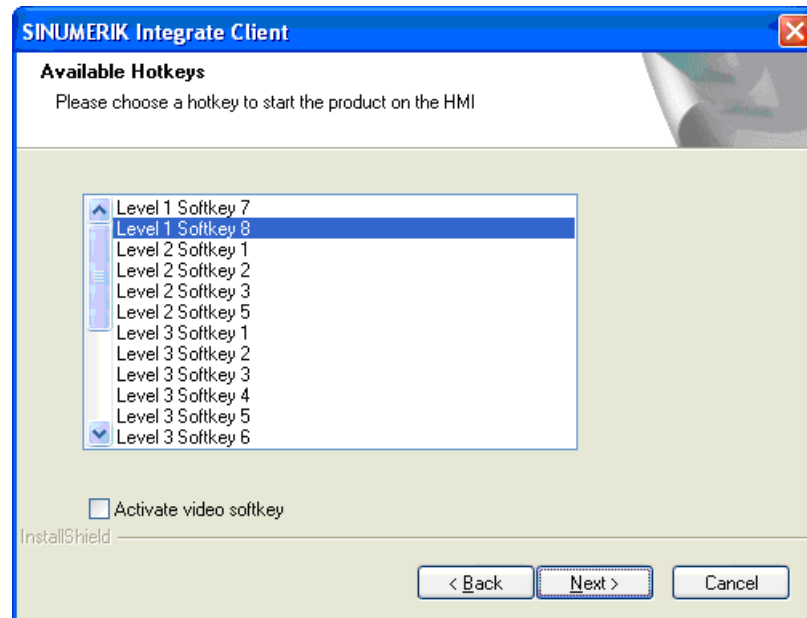 SINUMERIK Integrate Client
Available Hotkeys
Please choose a hotkey to start the product on the HMI
Level 1 Softkey 7
Level 1 Softkey 8
Level 2 Softkey 1
Level 2 Softkey 2
Level 2 Softkey 3
Level 2 Softkey 5
Level 3 Softkey 1
Level 3 Softkey 2
Level 3 Softkey 3
Level 3 Softkey 4
Level 3 Softkey 5
Level 3 Softkey 6
Activate video softkey
InstallShield
< Back Next > Cancel